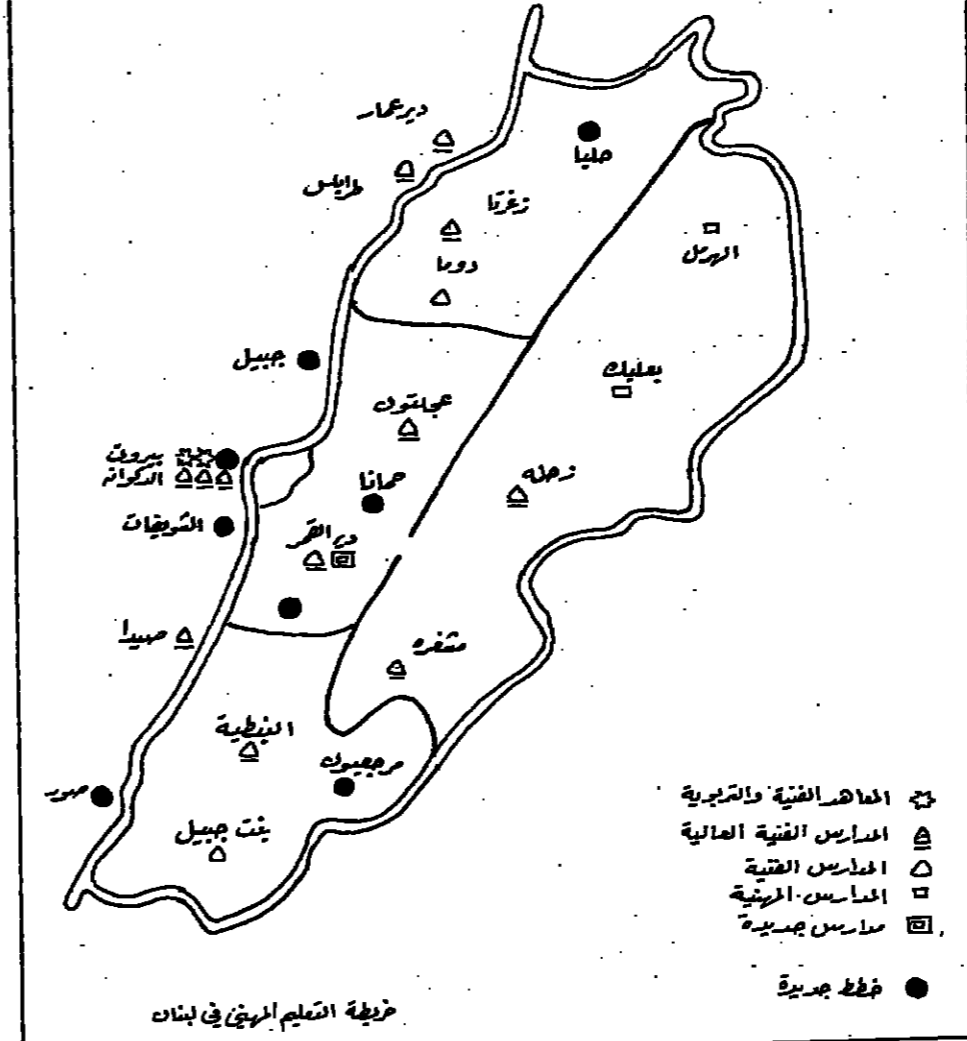 دير عمار
طرابلس
حلبا
زغرتا
دوما
الهرمل
جبيل
بعلبك
عجلتون
بيروت
الدكوانه
حمانا
زحله
الشويفات
دير القمر
صيدا
مشغره
النبطية
مرجعيون
صور
بنت جبيل
المعاهد الفنية والتربوية
المدارس الفنية العالية
المدارس الفنية
المدارس المهنية
مدارس جديدة
خطط جديدة
خريطة التعليم المهني في لبنان